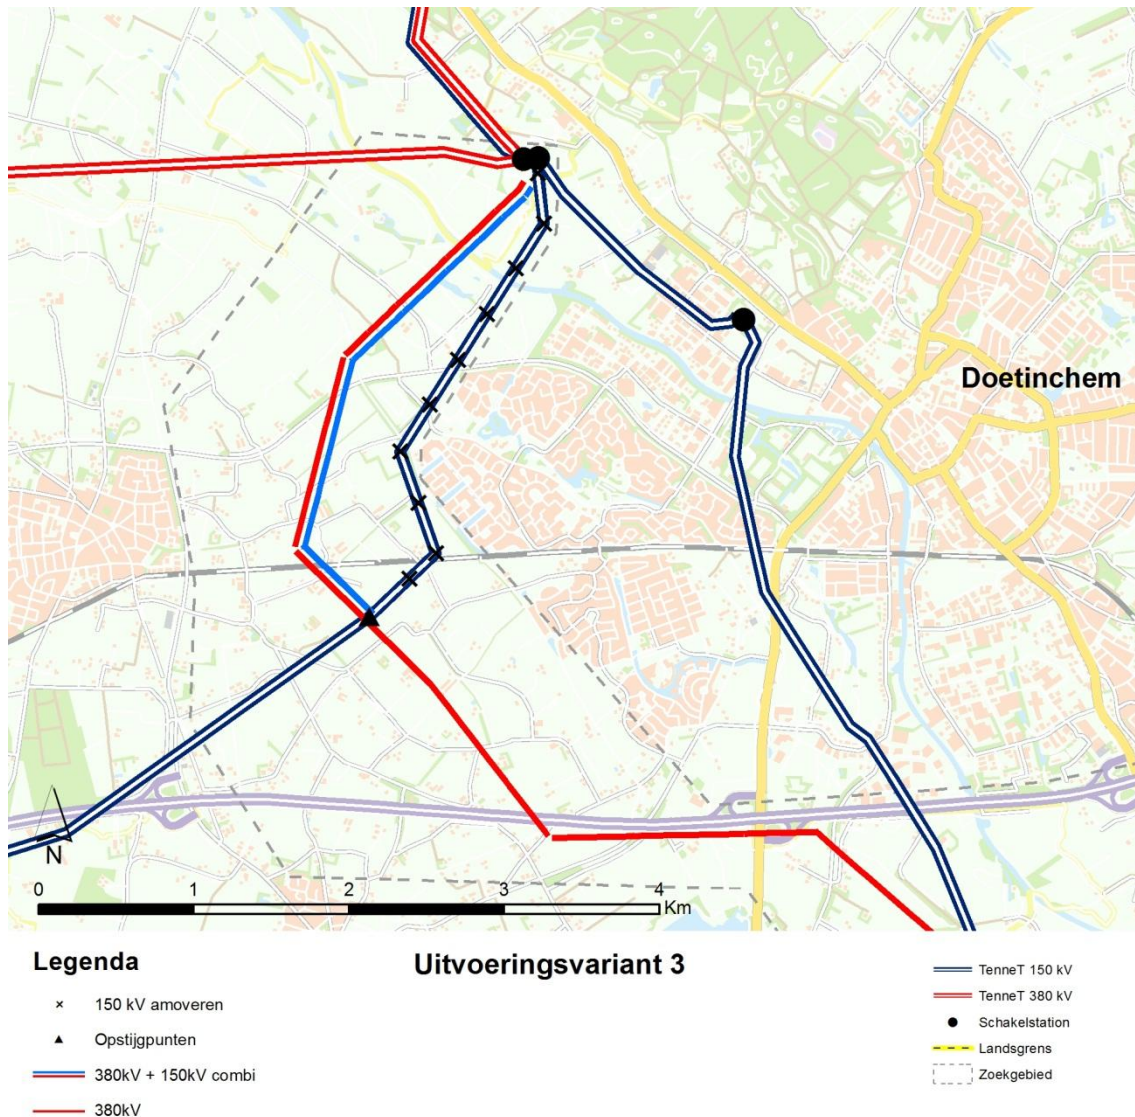 Doetinchem
N
0 1 2 3 4
Km
Legenda
150 kV amoveren
Opstijgpunten
380kV + 150kV combi
380kV
Uitvoeringsvariant 3
TenneT 150 kV
TenneT 380 kV
Schakelstation
Landsgrens
Zoekgebied